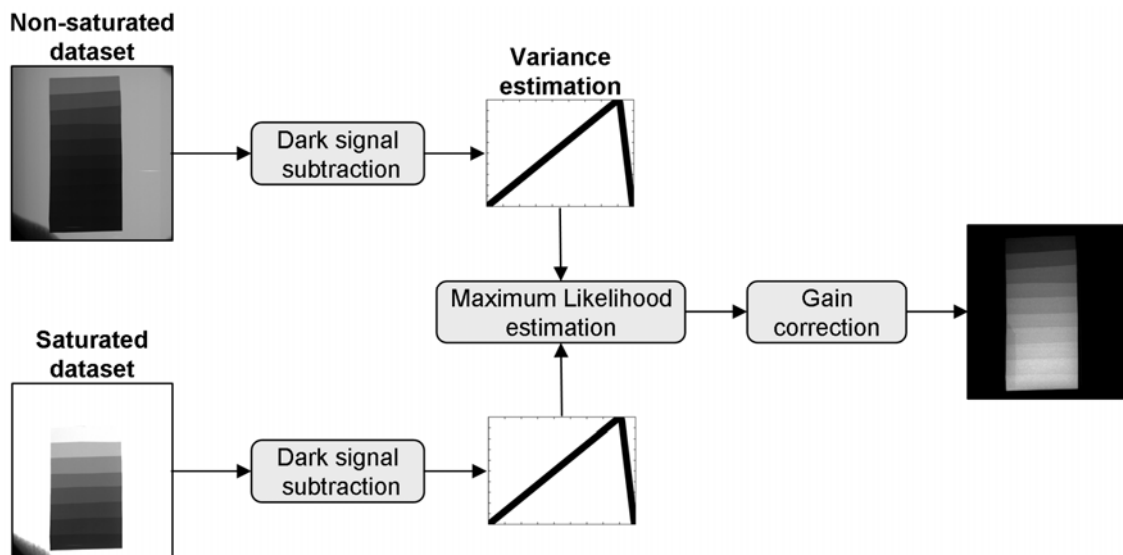 Non-saturated
dataset
Variance
estimation
Dark signal
subtraction
Maximum Likelihood
estimation
Gain
correction
Saturated
dataset
Dark signal
subtraction